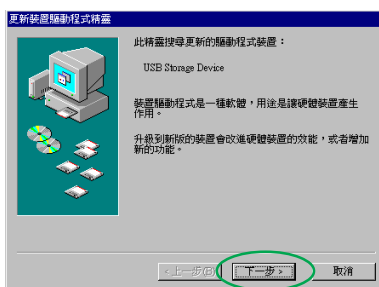 更新裝置驅動程式精靈
此精靈搜尋更新的驅動程式裝置：
USB Storage Device
裝置驅動程式是一種軟體，用途是讓硬體裝置產生
作用。
升級到新版的裝置會改進硬體裝置的效能，或者增加
新的功能。
<上一步(B)
下一步 >
取消